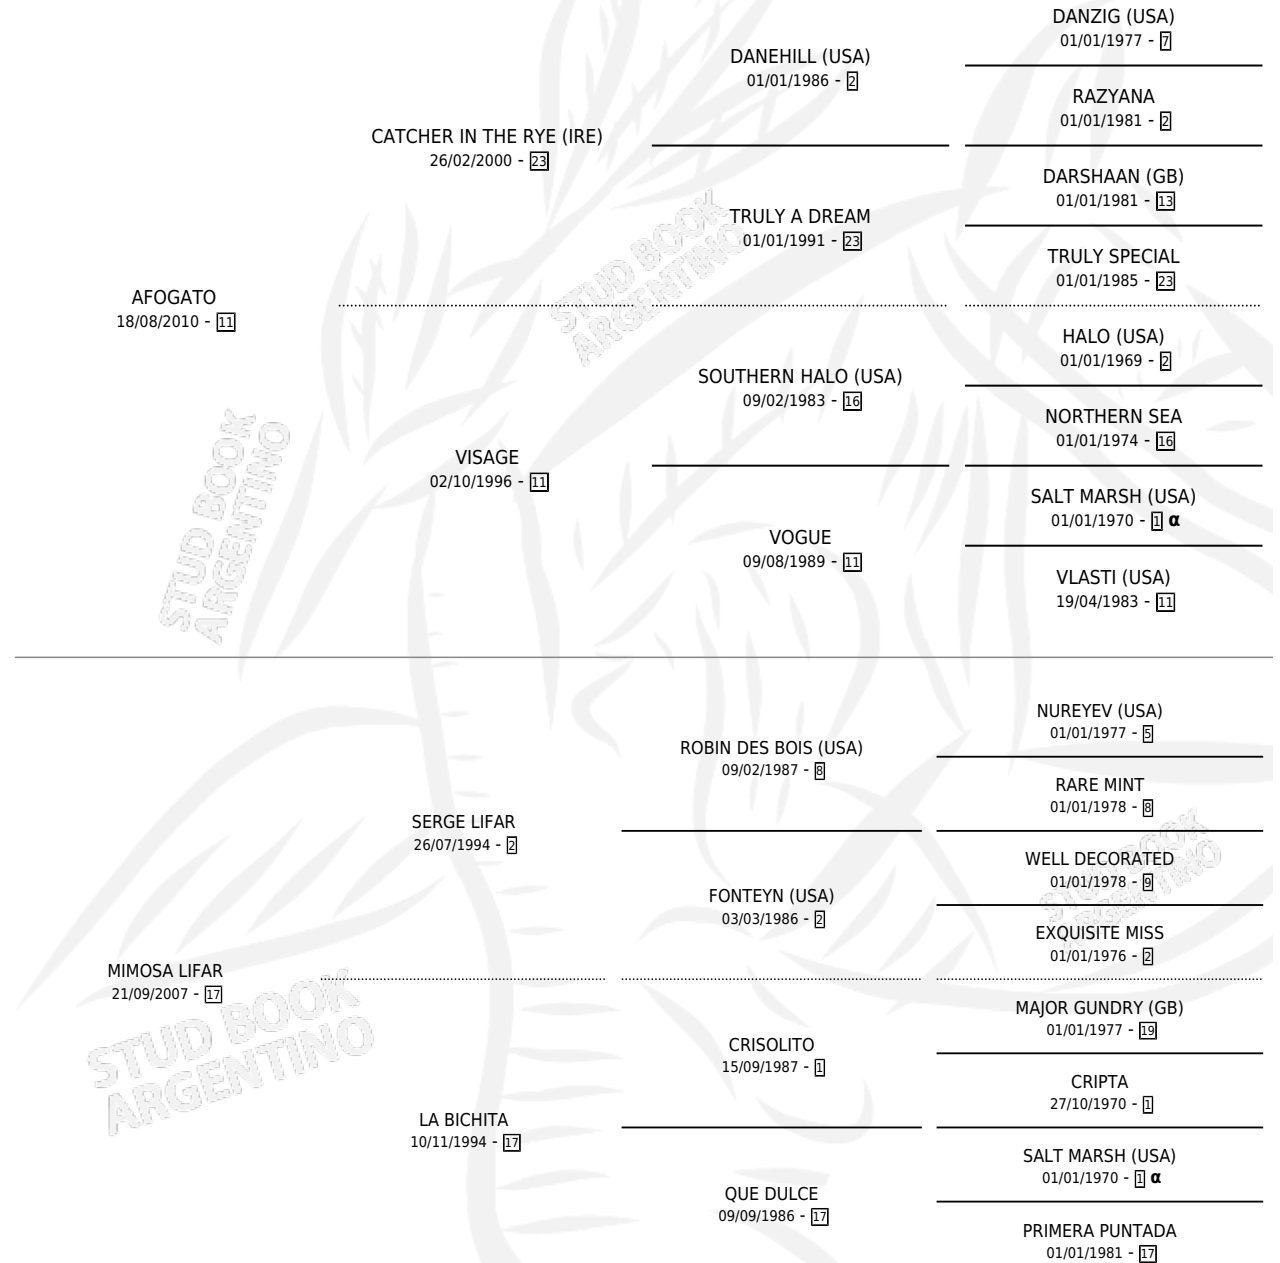 DANZIG (USA)
01/01/1977 - 7
DANEHILL (USA)
01/01/1986 - 2
RAZYANA
01/01/1981 - 2
CATCHER IN THE RYE (IRE)
26/02/2000 - 23
DARSHAAN (GB)
01/01/1981 - 13
TRULY A DREAM
01/01/1991 - 23
TRULY SPECIAL
01/01/1985 - 23
AFOGATO
18/08/2010 - 11
HALO (USA)
01/01/1969 - 2
SOUTHERN HALO (USA)
09/02/1983 - 16
NORTHERN SEA
01/01/1974 - 16
VISAGE
02/10/1996 - 11
SALT MARSH (USA)
01/01/1970 - 1 α
VOGUE
09/08/1989 - 11
VLASTI (USA)
19/04/1983 - 11
NUREYEV (USA)
01/01/1977 - 5
ROBIN DES BOIS (USA)
09/02/1987 - 8
RARE MINT
01/01/1978 - 8
SERGE LIFAR
26/07/1994 - 2
WELL DECORATED
01/01/1978 - 9
FONTEYN (USA)
03/03/1986 - 2
EXQUISITE MISS
01/01/1976 - 2
MIMOSA LIFAR
21/09/2007 - 17
MAJOR GUNDRY (GB)
01/01/1977 - 19
CRISOLITO
15/09/1987 - 1
CRIPTA
27/10/1970 - 1
LA BICHITA
10/11/1994 - 17
SALT MARSH (USA)
01/01/1970 - 1 α
QUE DULCE
09/09/1986 - 17
PRIMERA PUNTADA
01/01/1981 - 17
STUD BOOK
ARGENTINO
STUD BOOK
ARGENTINO
STUD BOOK
ARGENTINO
STUD BOOK
ARGENTINO